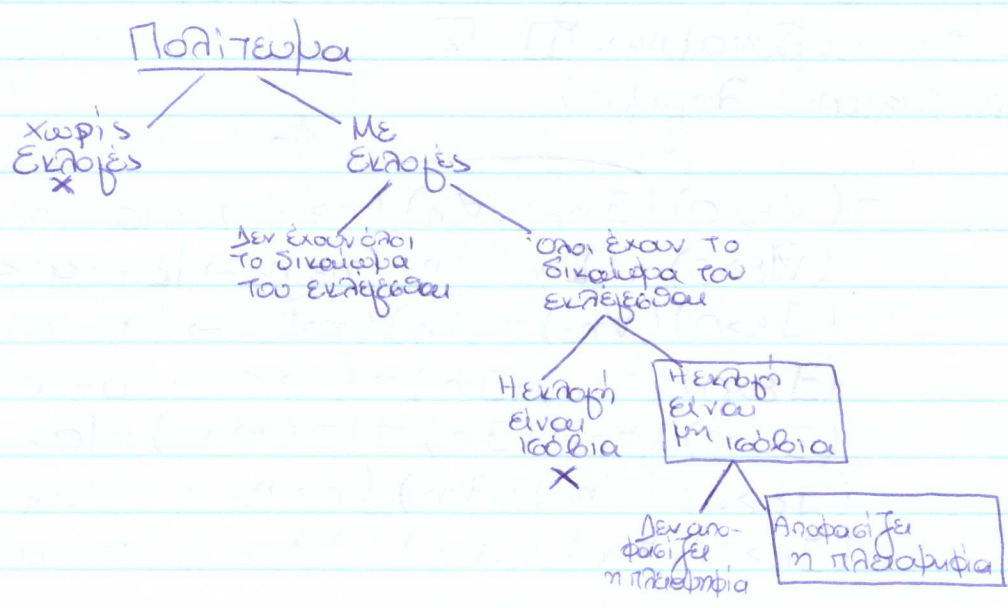 Πολίτευμα
Χωρίς
Εκλογές
x
Με
Εκλογές
Δεν έχουν όλοι
το δικαίωμα
του εκλέγεσθαι
Όλοι έχουν το
δικαίωμα του
εκλέγεσθαι
Η εκλογή
είναι
ισόβια
x
Η εκλογή
είναι
μη ισόβια
Δεν απο-
φασίζει
η πλειοψηφία
Αποφασίζει
η πλειοψηφία